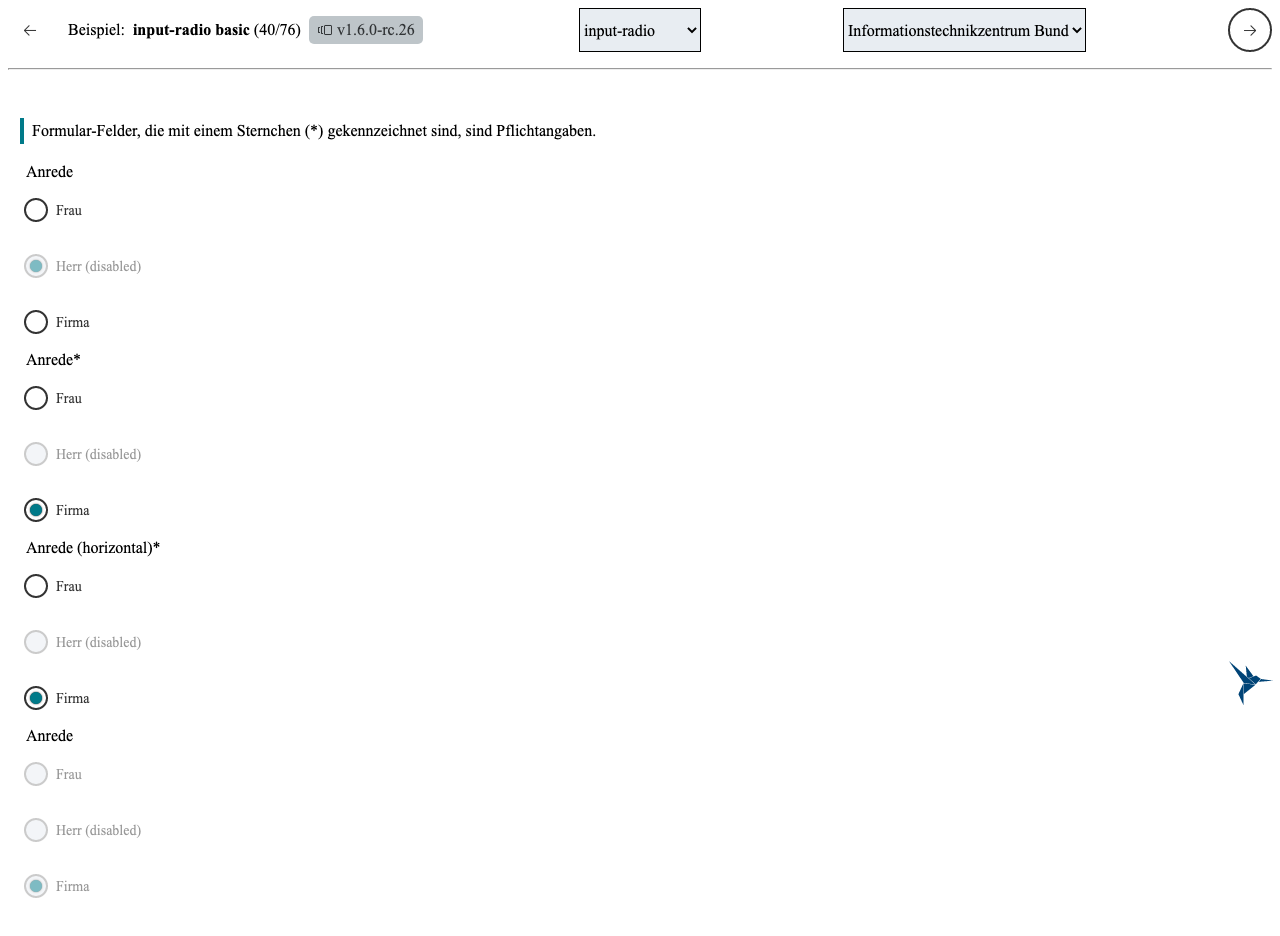 Beispiel: input-radio basic (40/76) v1.6.0-rc.26 input-radio Informationstechnikzentrum Bund
Formular-Felder, die mit einem Sternchen (*) gekennzeichnet sind, sind Pflichtangaben.
Anrede
Frau
Herr (disabled)
Firma
Anrede*
Frau
Herr (disabled)
Firma
Anrede (horizontal)*
Frau
Herr (disabled)
Firma
Anrede
Frau
Herr (disabled)
Firma